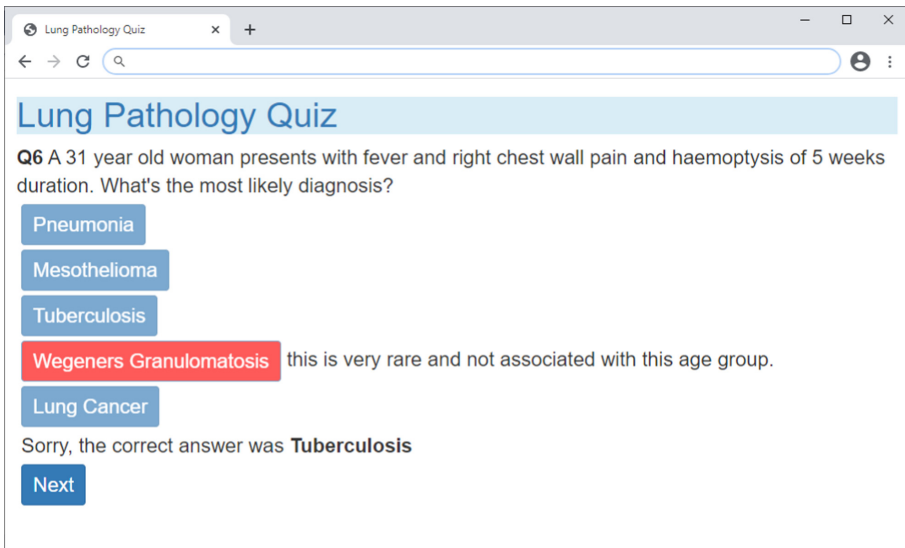 Lung Pathology Quiz
Lung Pathology Quiz
Q6 A 31 year old woman presents with fever and right chest wall pain and haemoptysis of 5 weeks
duration. What's the most likely diagnosis?
Pneumonia
Mesothelioma
Tuberculosis
Wegeners Granulomatosis this is very rare and not associated with this age group.
Lung Cancer
Sorry, the correct answer was Tuberculosis
Next